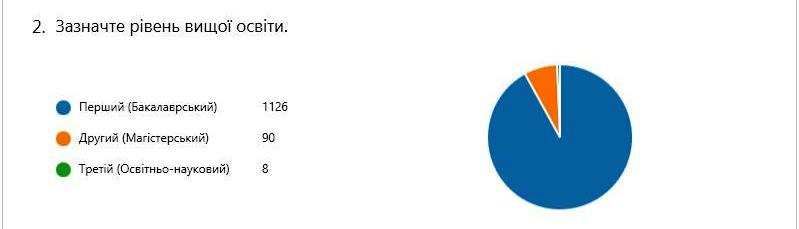 2. Зазначте рівень вищої освіти.
Перший (Бакалаврський) 1126
Другий (Магістерський) 90
Третій (Освітньо-науковий) 8